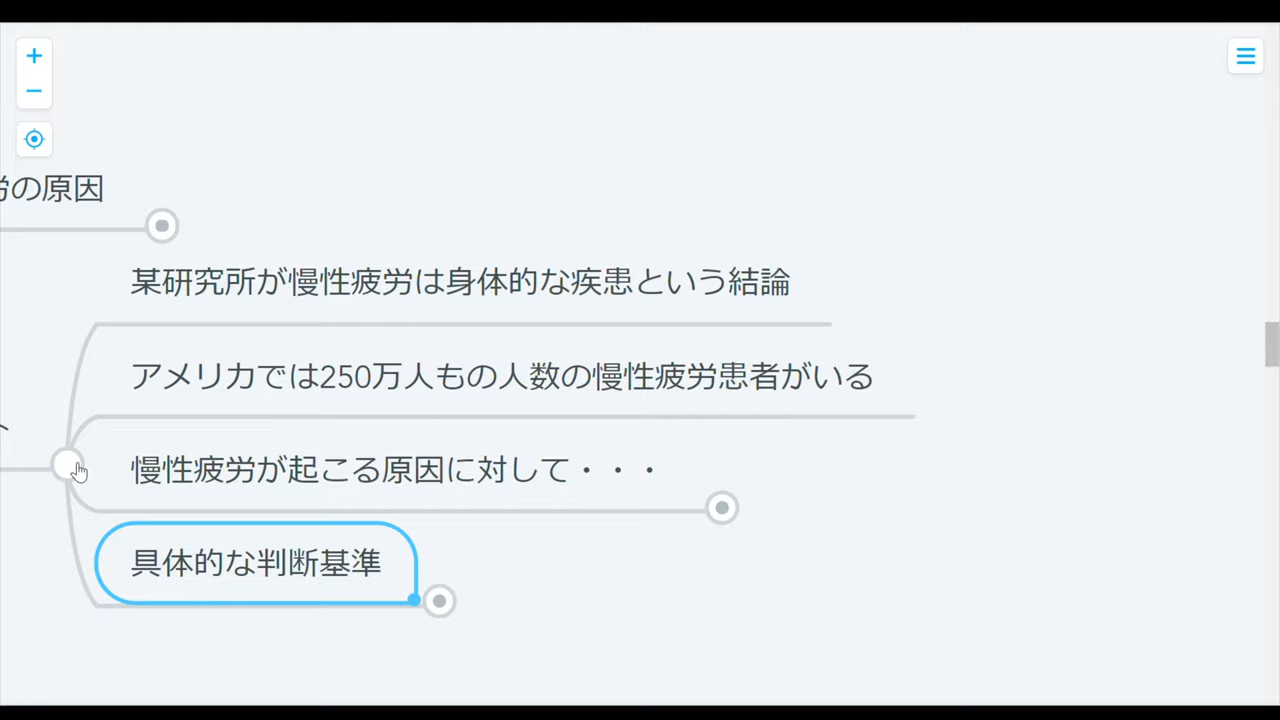 労の原因
某研究所が慢性疲労は身体的な疾患という結論
アメリカでは250万人もの人数の慢性疲労患者がいる
慢性疲労が起こる原因に対して・・・
具体的な判断基準